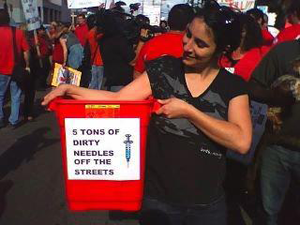 5 TONS OF
DIRTY
NEEDLES
OFF THE
STREETS